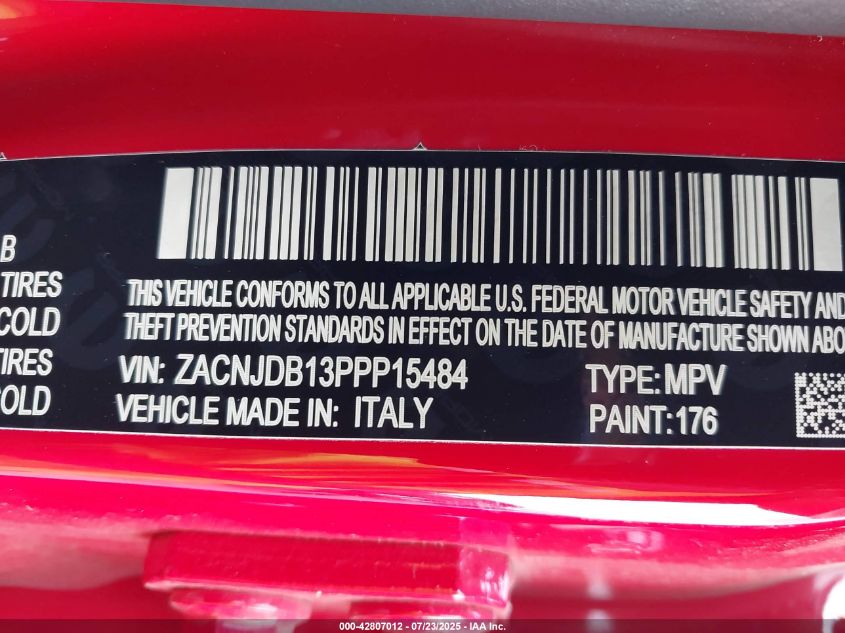 B
TIRES
COLD
TIRES
COLD
THIS VEHICLE CONFORMS TO ALL APPLICABLE U.S. FEDERAL MOTOR VEHICLE SAFETY AND
THEFT PREVENTION STANDARDS IN EFFECT ON THE DATE OF MANUFACTURE SHOWN ABO
VIN: ZACNJDB13PPP15484 TYPE: MPV
VEHICLE MADE IN: ITALY PAINT:176
000-42807012 - 07/23/2025 - IAA Inc.